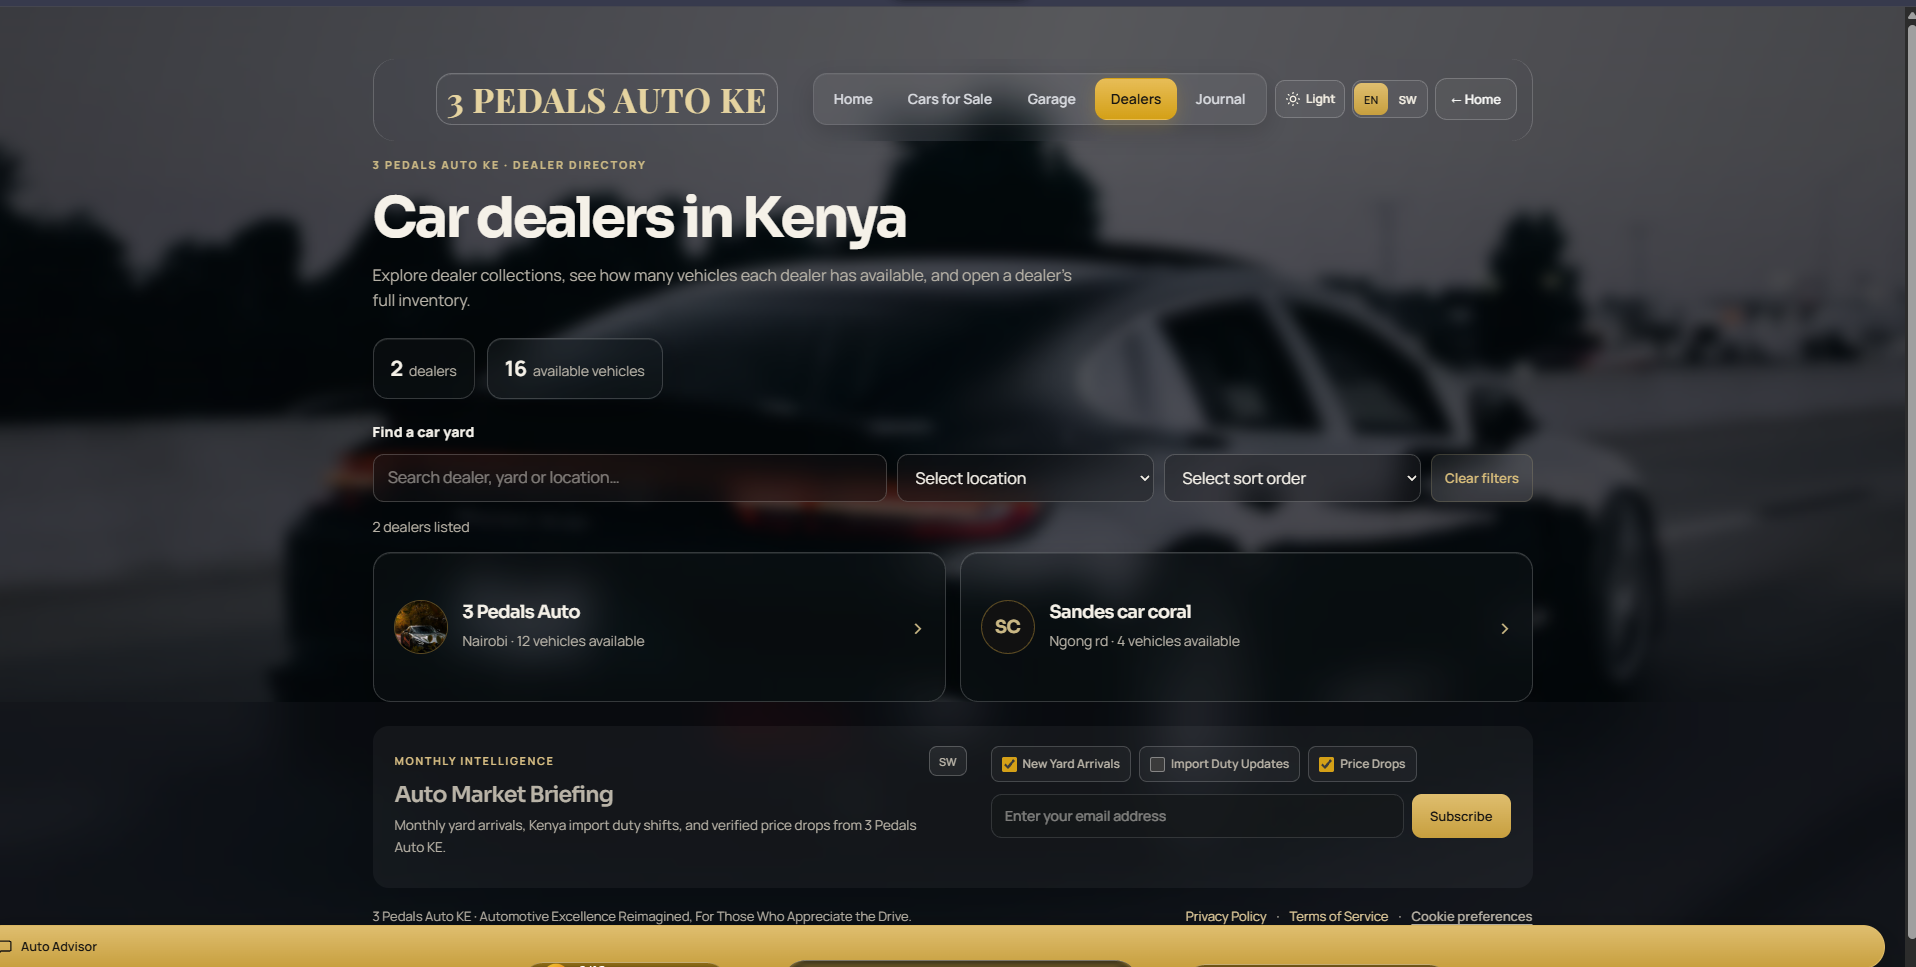 3 PEDALS AUTO KE
Home Cars for Sale Garage Dealers Journal
Light
EN SW
← Home
3 PEDALS AUTO KE · DEALER DIRECTORY
Car dealers in Kenya
Explore dealer collections, see how many vehicles each dealer has available, and open a dealer's
full inventory.
2 dealers
16 available vehicles
Find a car yard
Search dealer, yard or location...
Select location
Select sort order
Clear filters
2 dealers listed
3 Pedals Auto
Nairobi · 12 vehicles available
SC
Sandes car coral
Ngong rd · 4 vehicles available
MONTHLY INTELLIGENCE
SW
Auto Market Briefing
Monthly yard arrivals, Kenya import duty shifts, and verified price drops from 3 Pedals
Auto KE.
New Yard Arrivals
Import Duty Updates
Price Drops
Enter your email address
Subscribe
3 Pedals Auto KE · Automotive Excellence Reimagined, For Those Who Appreciate the Drive.
Privacy Policy · Terms of Service · Cookie preferences
Auto Advisor